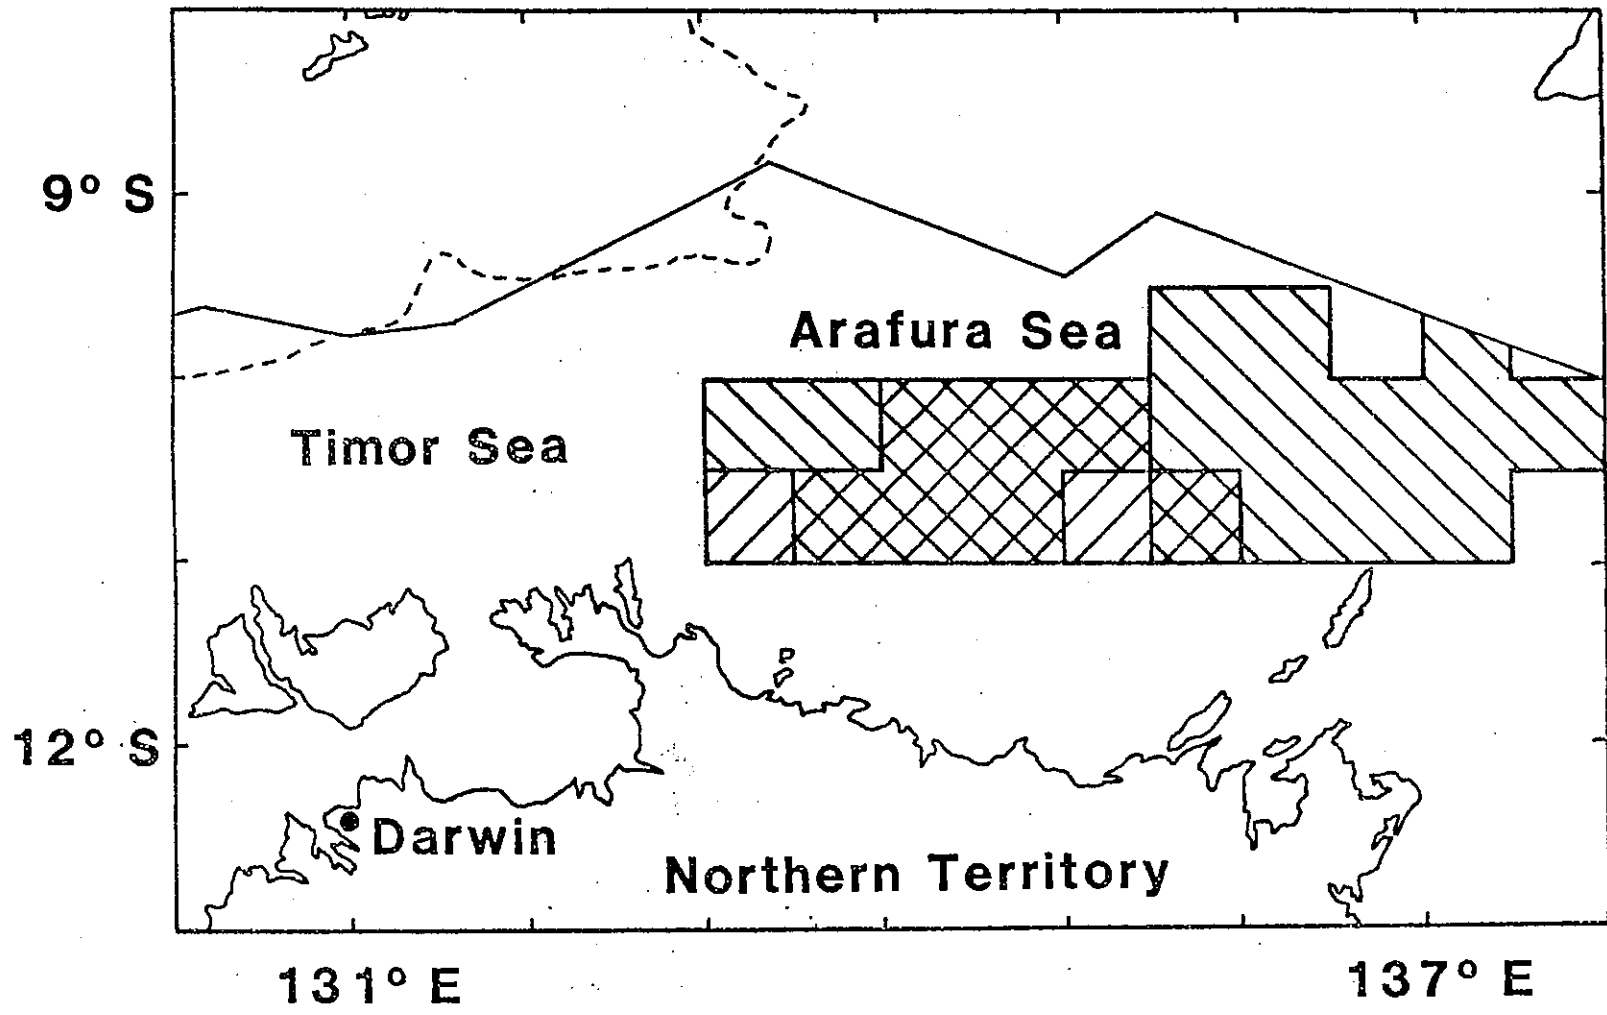 9° S
Arafura Sea
Timor Sea
12° S
Darwin
Northern Territory
131° E
137° E